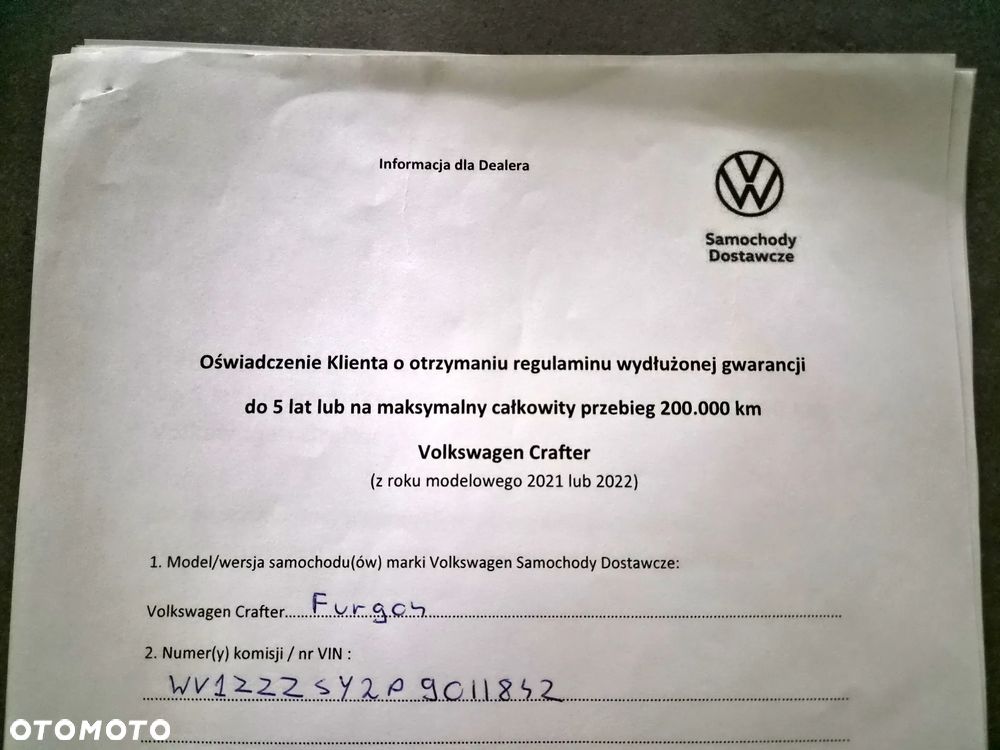 Informacja dla Dealera
Samochody
Dostawcze
Oświadczenie Klienta o otrzymaniu regulaminu wydłużonej gwarancji
do 5 lat lub na maksymalny całkowity przebieg 200.000 km
Volkswagen Crafter
(z roku modelowego 2021 lub 2022)
1. Model/wersja samochodu(ów) marki Volkswagen Samochody Dostawcze:
Volkswagen Crafter Furgon
2. Numer(y) komisji / nr VIN :
WV1ZZZSY2P9011842
OTOMOTO